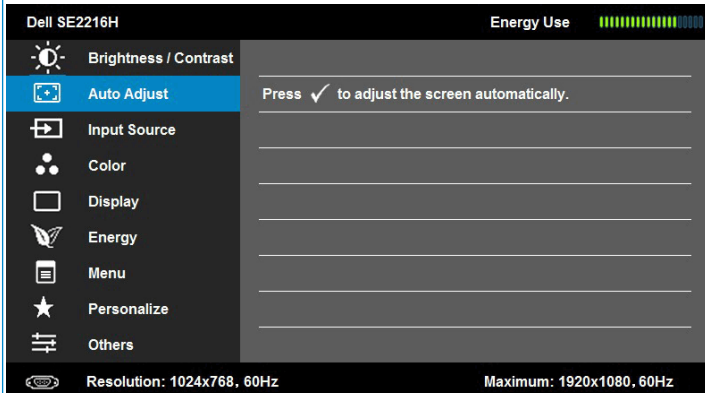 Dell SE2216H Energy Use
Brightness / Contrast
Auto Adjust Press ✓ to adjust the screen automatically.
Input Source
Color
Display
Energy
Menu
Personalize
Others
Resolution: 1024x768, 60Hz Maximum: 1920x1080, 60Hz